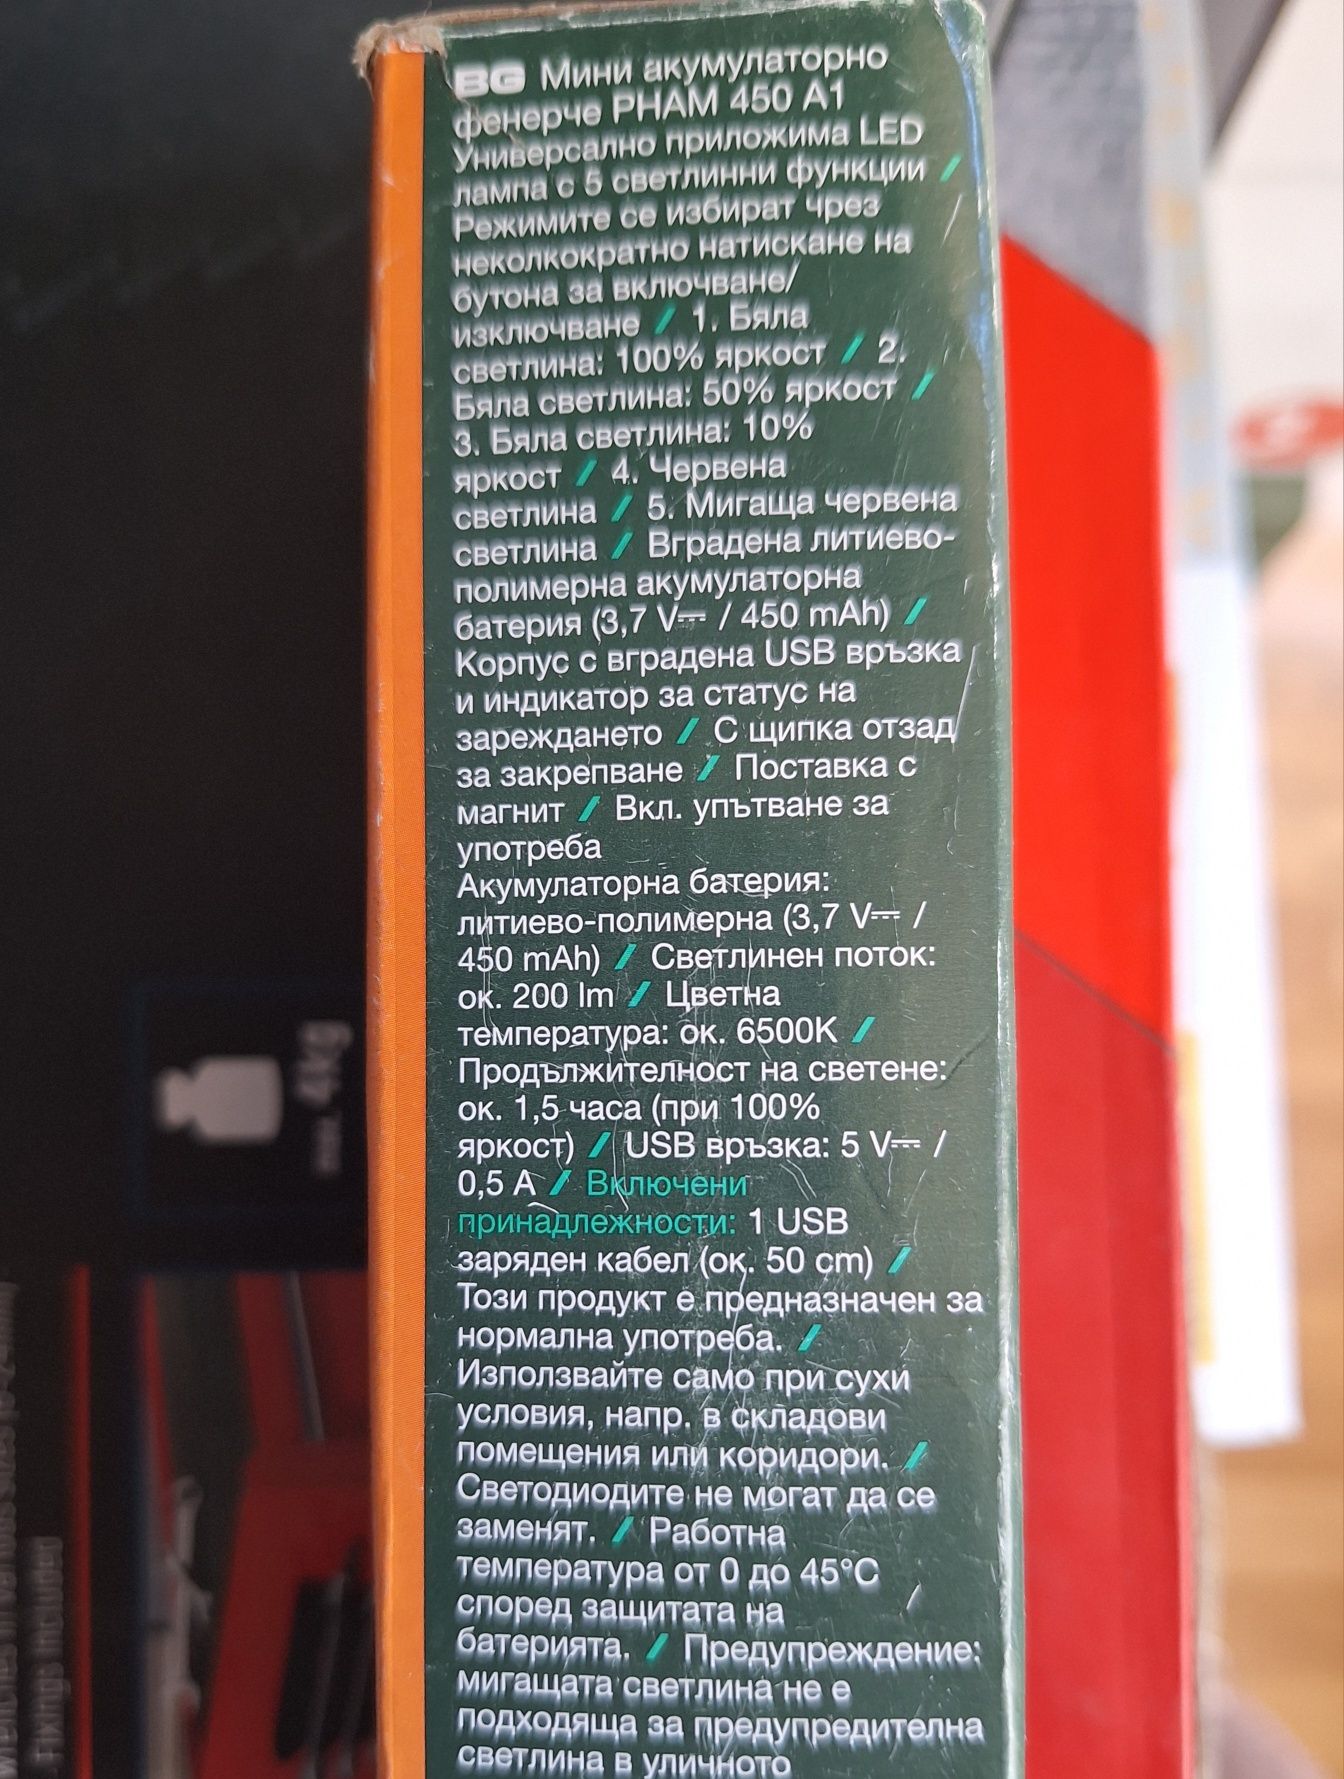 BG Мини акумулаторно
фенерче PHAM 450 A1
Универсално приложима LED
лампа с 5 светлинни функции /
Режимите се избират чрез
неколкократно натискане на
бутона за включване/
изключване / 1. Бяла
светлина: 100% яркост / 2.
Бяла светлина: 50% яркост /
3. Бяла светлина: 10%
яркост / 4. Червена
светлина / 5. Мигаща червена
светлина / Вградена литиево-
полимерна акумулаторна
батерия (3,7 V⎓ / 450 mAh) /
Корпус с вградена USB връзка
и индикатор за статус на
зареждането / С щипка отзад
за закрепване / Поставка с
магнит / Вкл. упътване за
употреба
Акумулаторна батерия:
литиево-полимерна (3,7 V⎓ /
450 mAh) / Светлинен поток:
ок. 200 lm / Цветна
температура: ок. 6500K /
Продължителност на светене:
ок. 1,5 часа (при 100%
яркост) / USB връзка: 5 V⎓ /
0,5 A / Включени
принадлежности: 1 USB
заряден кабел (ок. 50 cm) /
Този продукт е предназначен за
нормална употреба. /
Използвайте само при сухи
условия, напр. в складови
помещения или коридори. /
Светодиодите не могат да се
заменят. / Работна
температура от 0 до 45°C
според защитата на
батерията. / Предупреждение:
мигащата светлина не е
подходяща за предупредителна
светлина в уличното
max. 4kg
Fixings included